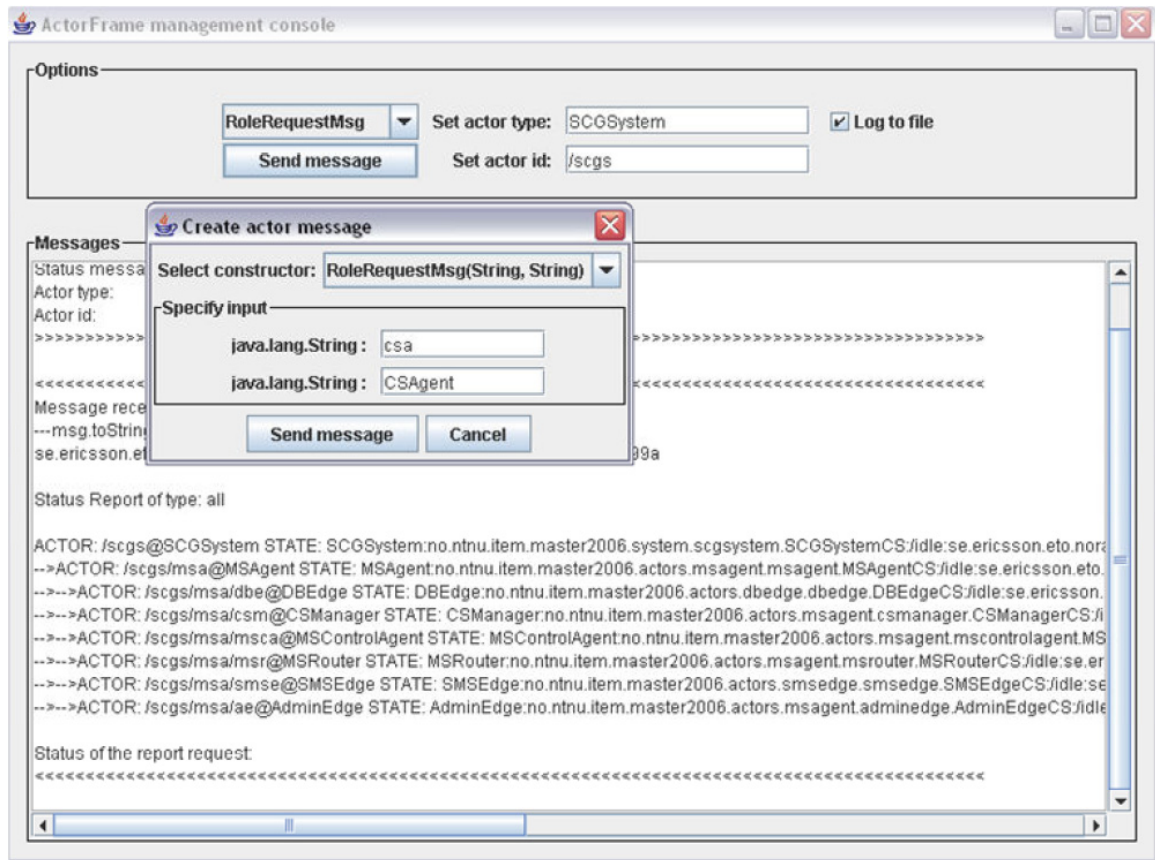 ActorFrame management console
Options
RoleRequestMsg
Set actor type:
SCGSystem
Log to file
Send message
Set actor id:
/scgs
Create actor message
Select constructor:
RoleRequestMsg(String, String)
Specify input
java.lang.String :
csa
java.lang.String :
CSAgent
Send message
Cancel
Messages
Status messa
Actor type:
Actor id:
>>>>>>>>>>> >>>>>>>>>>>>>>>>>>>>>>>>>>>>>>>>>>>
<<<<<<<<<<< <<<<<<<<<<<<<<<<<<<<<<<<<<<<<<<<<<<
Message rece
---msg.toString
se.ericsson.et 99a
Status Report of type: all
ACTOR: /scgs@SCGSystem STATE: SCGSystem:no.ntnu.item.master2006.system.scgsystem.SCGSystemCS:/idle:se.ericsson.eto.nora
-->ACTOR: /scgs/msa@MSAgent STATE: MSAgent:no.ntnu.item.master2006.actors.msagent.msagent.MSAgentCS:/idle:se.ericsson.eto.
-->-->ACTOR: /scgs/msa/dbe@DBEdge STATE: DBEdge:no.ntnu.item.master2006.actors.dbedge.dbedge.DBEdgeCS:/idle:se.ericsson.
-->-->ACTOR: /scgs/msa/csm@CSManager STATE: CSManager:no.ntnu.item.master2006.actors.msagent.csmanager.CSManagerCS:/i
-->-->ACTOR: /scgs/msa/msca@MSControlAgent STATE: MSControlAgent:no.ntnu.item.master2006.actors.msagent.mscontrolagent.MS
-->-->ACTOR: /scgs/msa/msr@MSRouter STATE: MSRouter:no.ntnu.item.master2006.actors.msagent.msrouter.MSRouterCS:/idle:se.er
-->-->ACTOR: /scgs/msa/smse@SMSEdge STATE: SMSEdge:no.ntnu.item.master2006.actors.smsedge.smsedge.SMSEdgeCS:/idle:se
-->-->ACTOR: /scgs/msa/ae@AdminEdge STATE: AdminEdge:no.ntnu.item.master2006.actors.msagent.adminedge.AdminEdgeCS:/idle
Status of the report request:
<<<<<<<<<<<<<<<<<<<<<<<<<<<<<<<<<<<<<<<<<<<<<<<<<<<<<<<<<<<<<<<<<<<<<<<<<<<<<<<<<<<<<<<<<<<